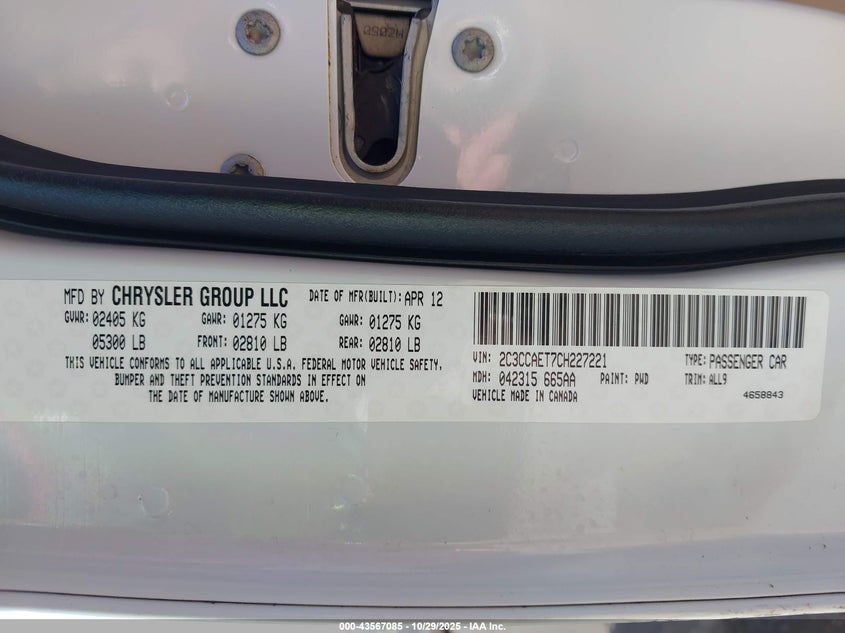 MZ050
MFD BY CHRYSLER GROUP LLC DATE OF MFR(BUILT): APR 12
GVWR: 02405 KG GAWR: 01275 KG GAWR: 01275 KG
05300 LB FRONT: 02810 LB REAR: 02810 LB
THIS VEHICLE CONFORMS TO ALL APPLICABLE U.S.A. FEDERAL MOTOR VEHICLE SAFETY,
BUMPER AND THEFT PREVENTION STANDARDS IN EFFECT ON
THE DATE OF MANUFACTURE SHOWN ABOVE.
VIN: 2C3CCAET7CH227221 TYPE: PASSENGER CAR
MDH: 042315 665AA PAINT: PWD TRIM: ALL9
VEHICLE MADE IN CANADA 4658843
000-43567085 - 10/29/2025 - IAA Inc.